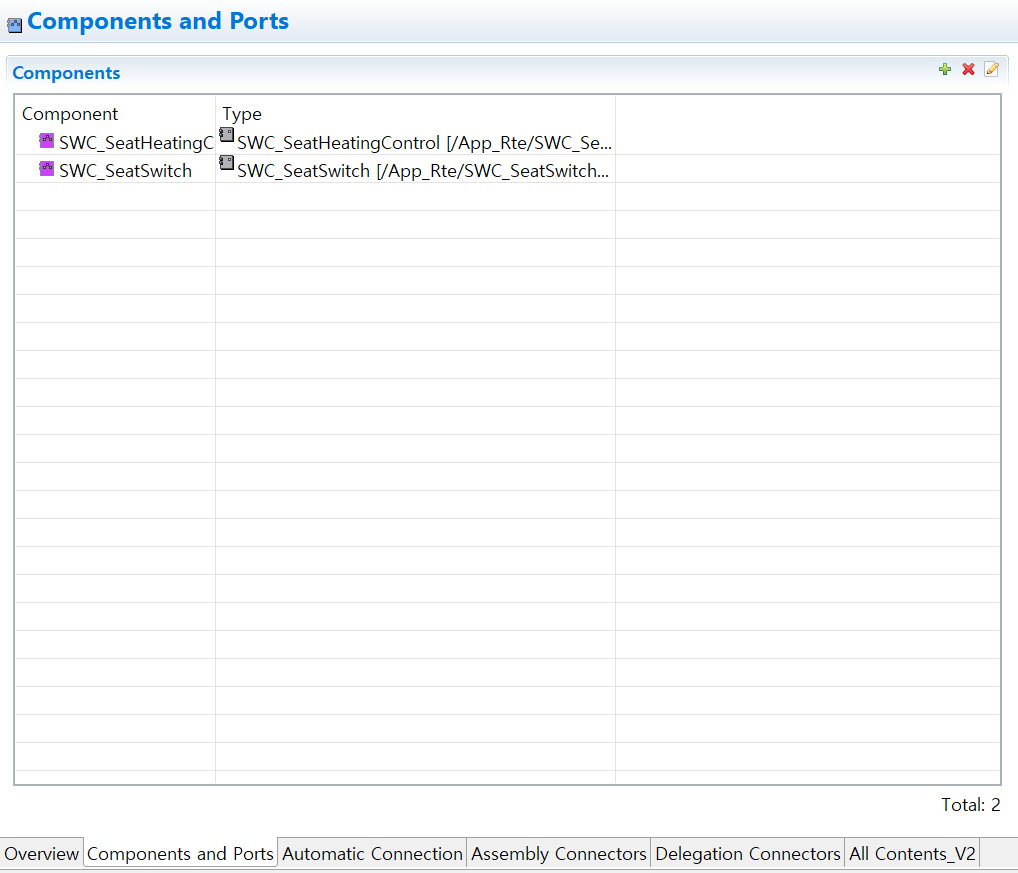 Components and Ports
Components
Component Type
SWC_SeatHeatingC SWC_SeatHeatingControl [/App_Rte/SWC_Se...
SWC_SeatSwitch SWC_SeatSwitch [/App_Rte/SWC_SeatSwitch...
Total: 2
Overview Components and Ports Automatic Connection Assembly Connectors Delegation Connectors All Contents_V2